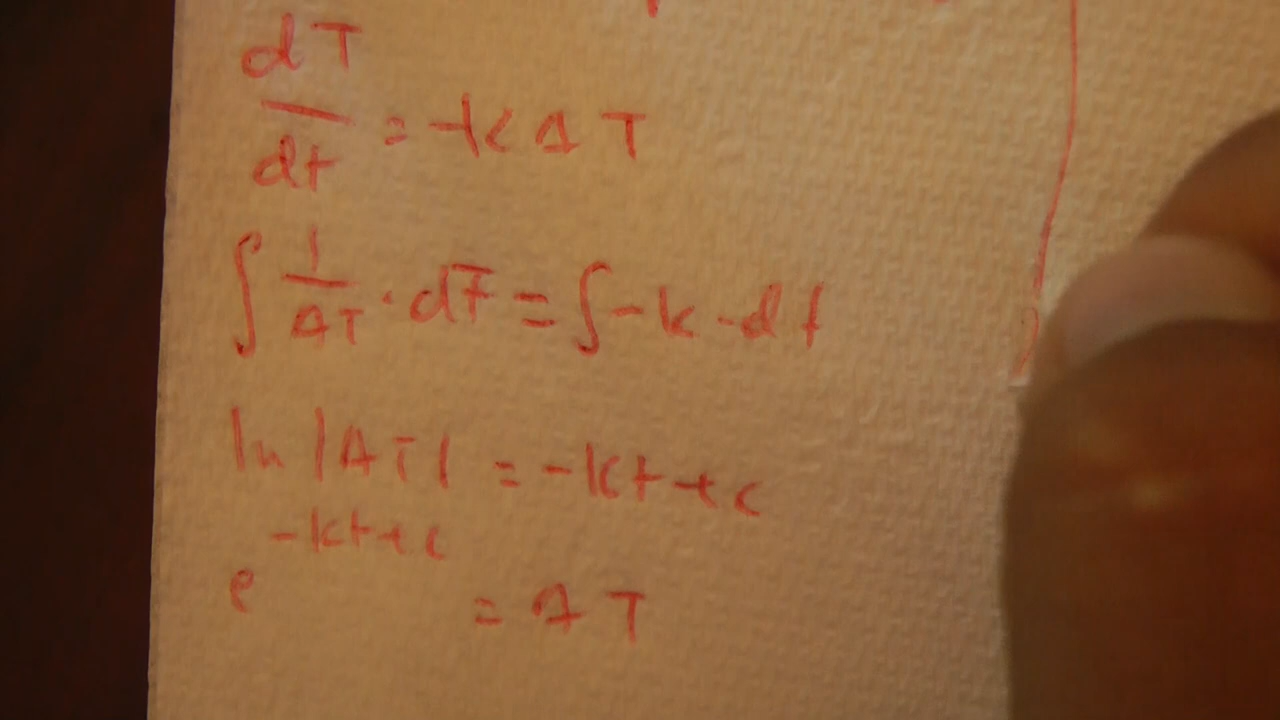 dT/dt = -k ΔT
∫ 1/ΔT · dT = ∫ -k · dt
ln |ΔT| = -kt + c
e^(-kt + c) = ΔT